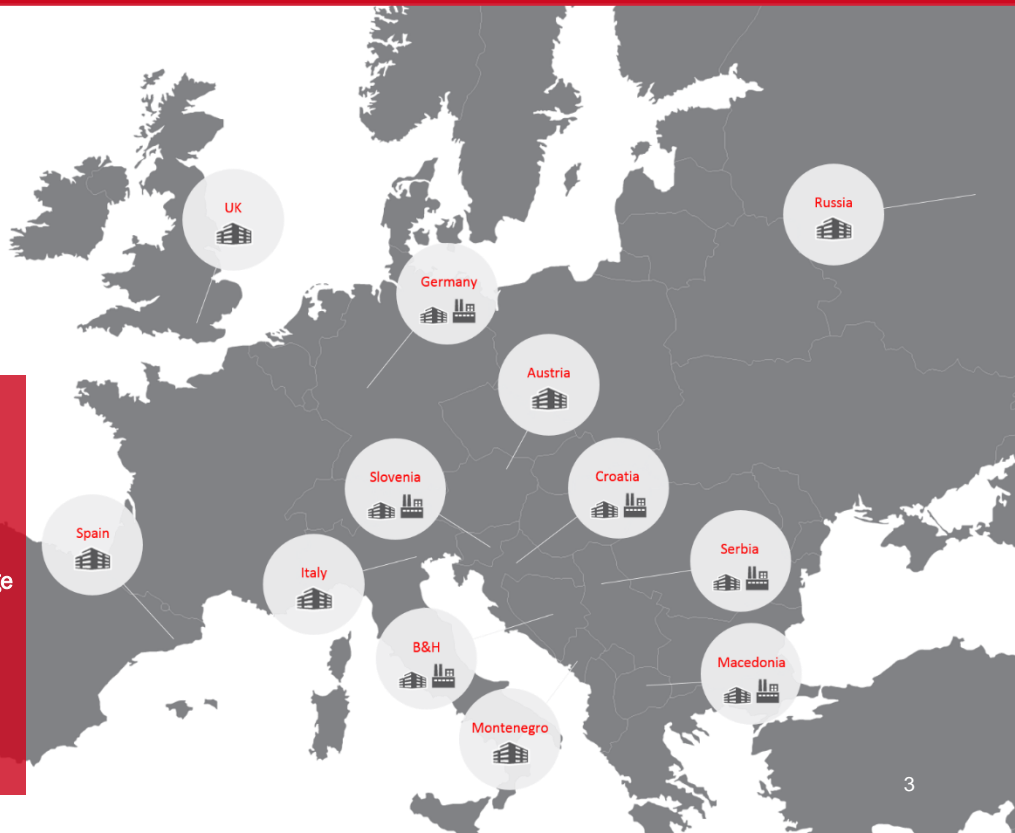 UK
Russia
Germany
Austria
Slovenia
Croatia
Spain
Serbia
Italy
B&H
Macedonia
Montenegro
3